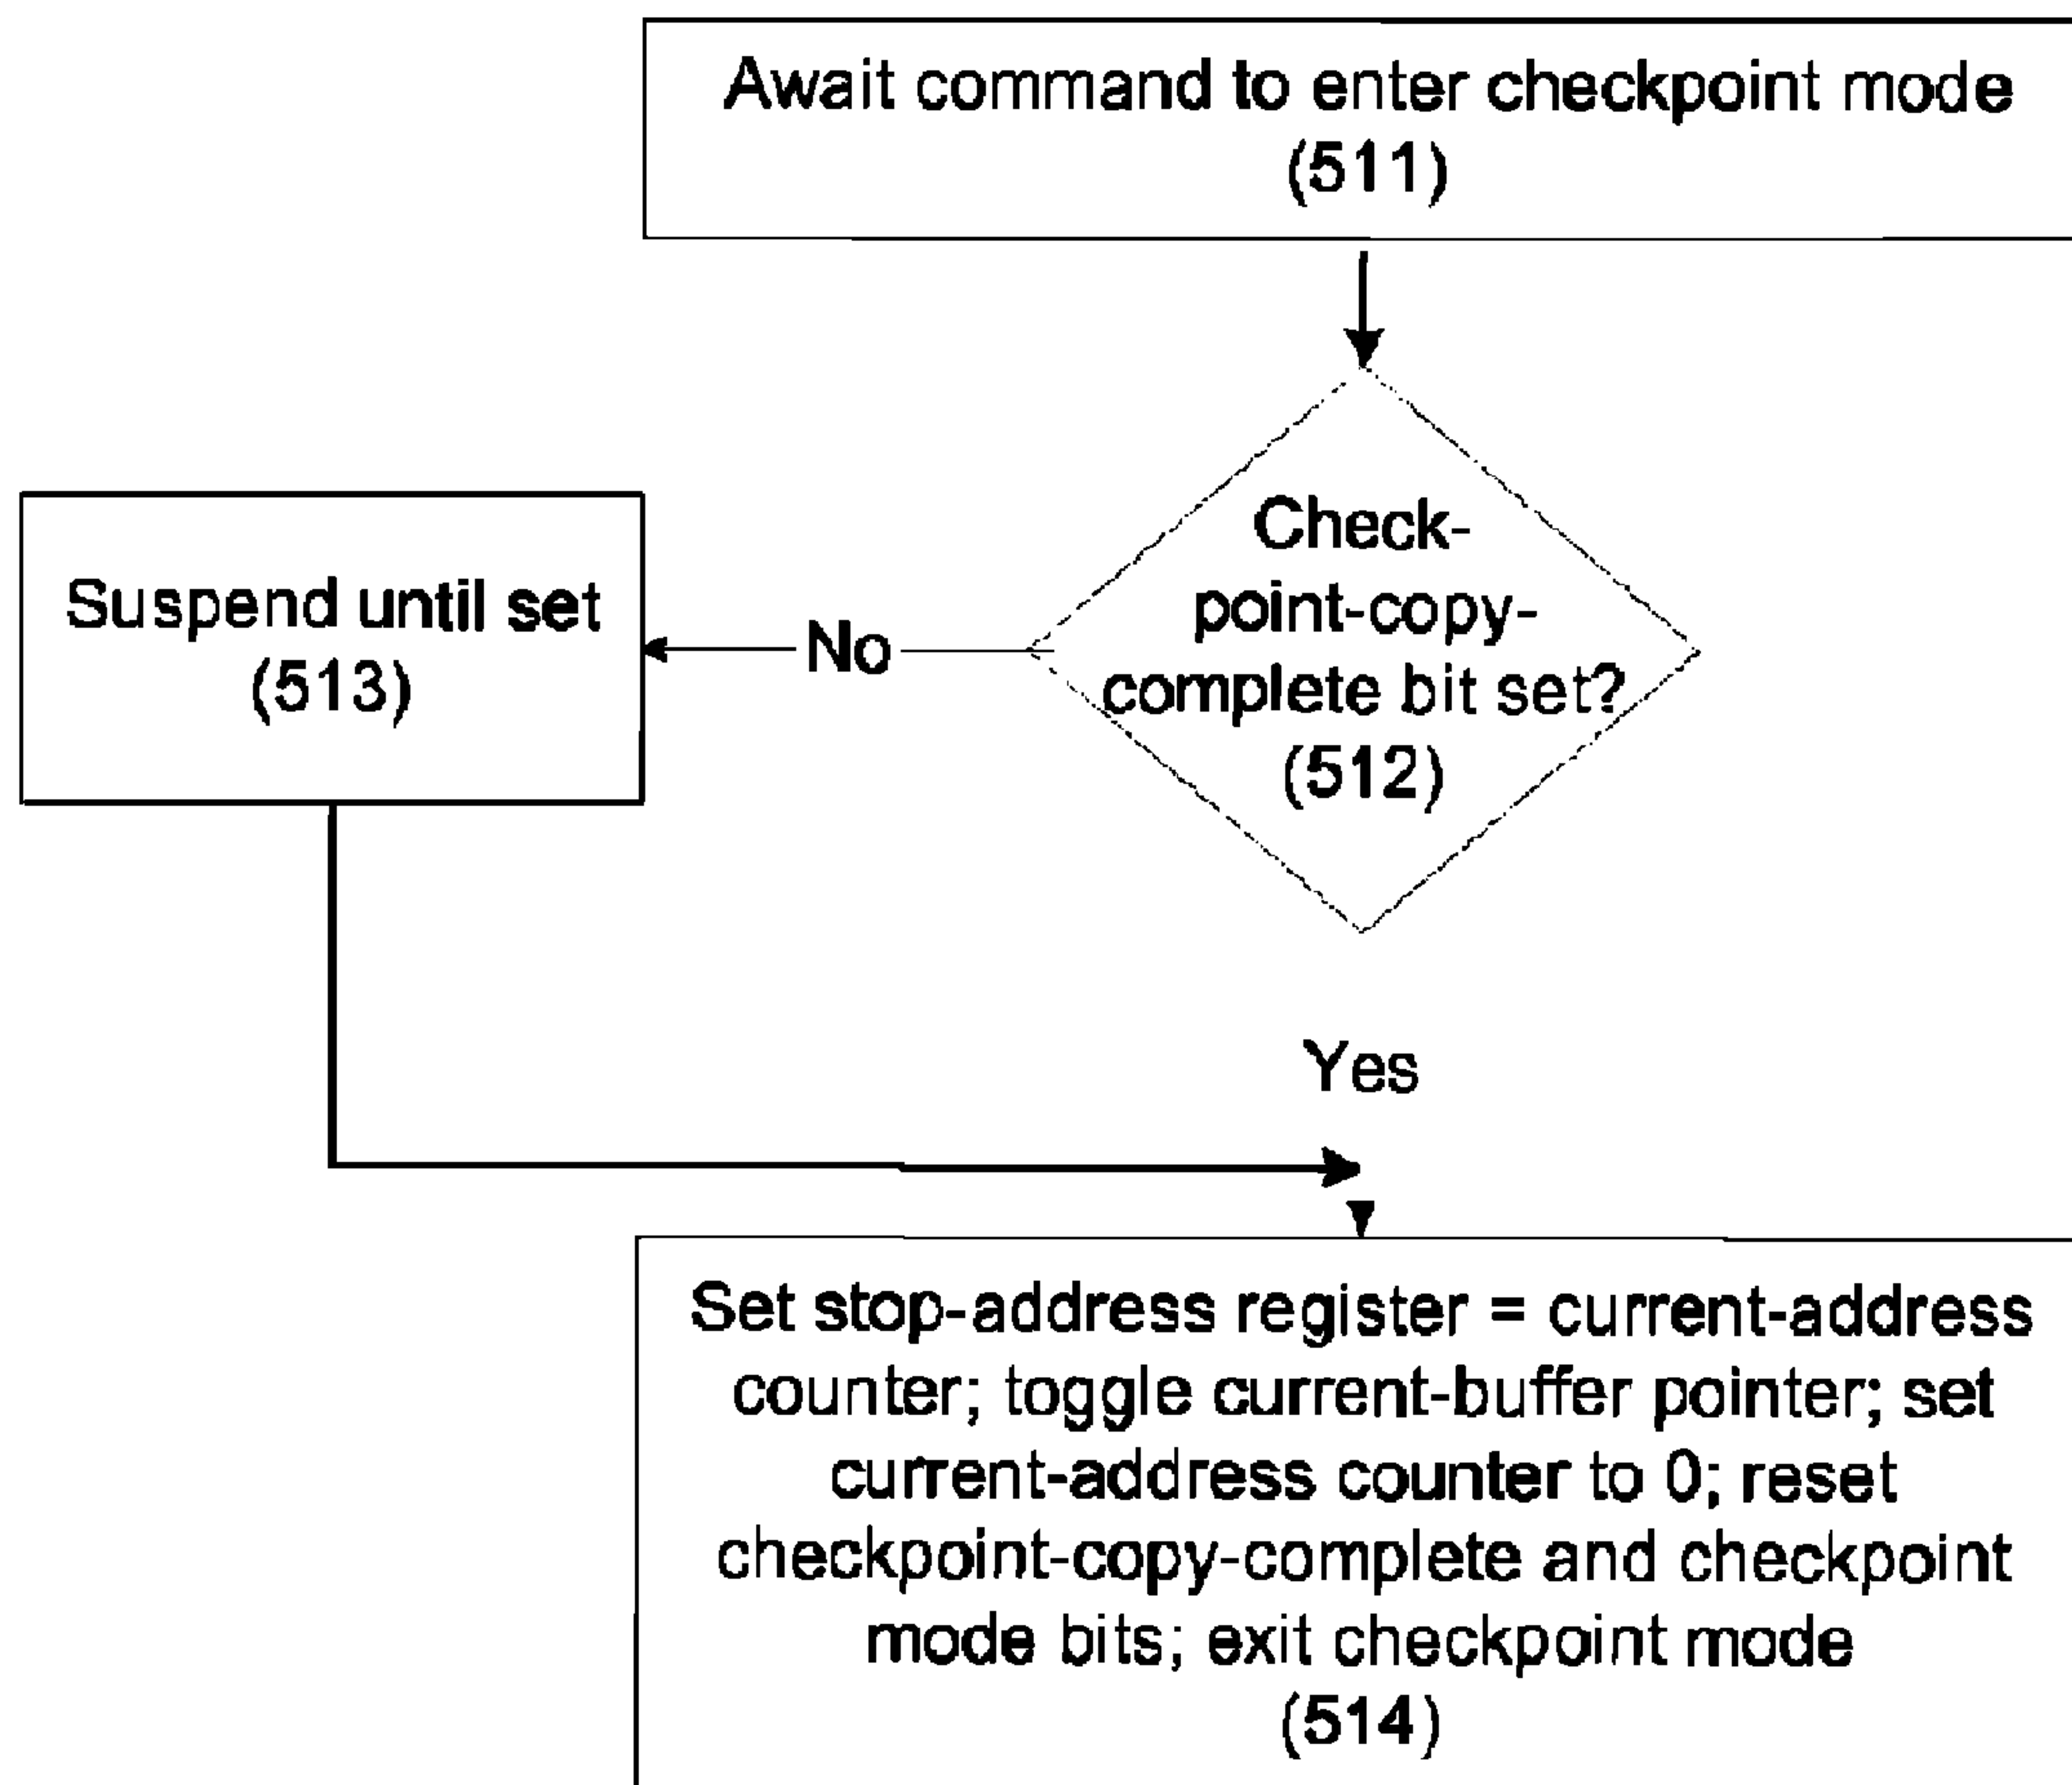 Await command to enter checkpoint mode
(511)
Check-
point-copy-
complete bit set?
(512)
No
Suspend until set
(513)
Yes
Set stop-address register = current-address
counter; toggle current-buffer pointer; set
current-address counter to 0; reset
checkpoint-copy-complete and checkpoint
mode bits; exit checkpoint mode
(514)